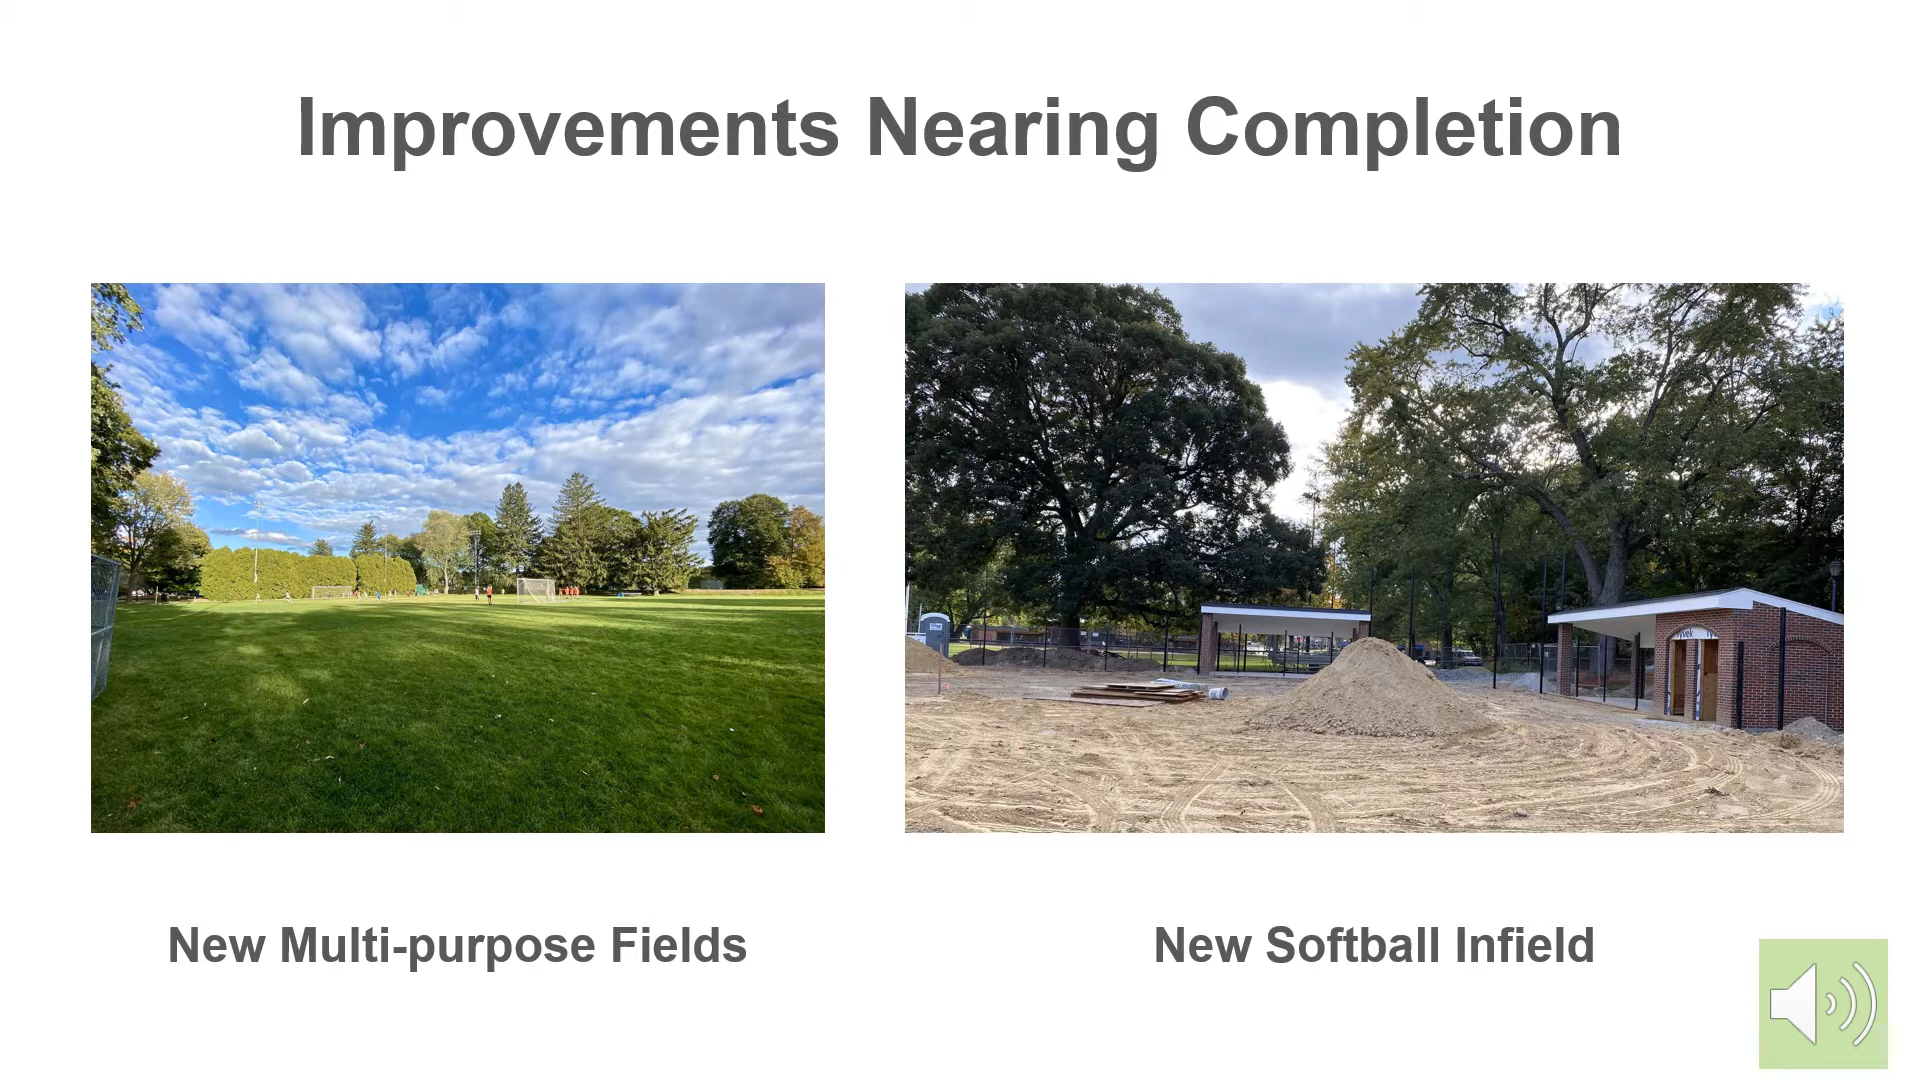 Improvements Nearing Completion
New Multi-purpose Fields
New Softball Infield